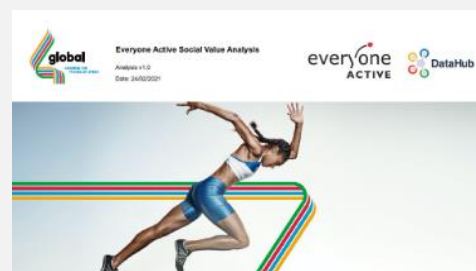 global
Everyone Active Social Value Analysis
Analysis v1.0
Date: 24/02/2021
everyone
ACTIVE
DataHub